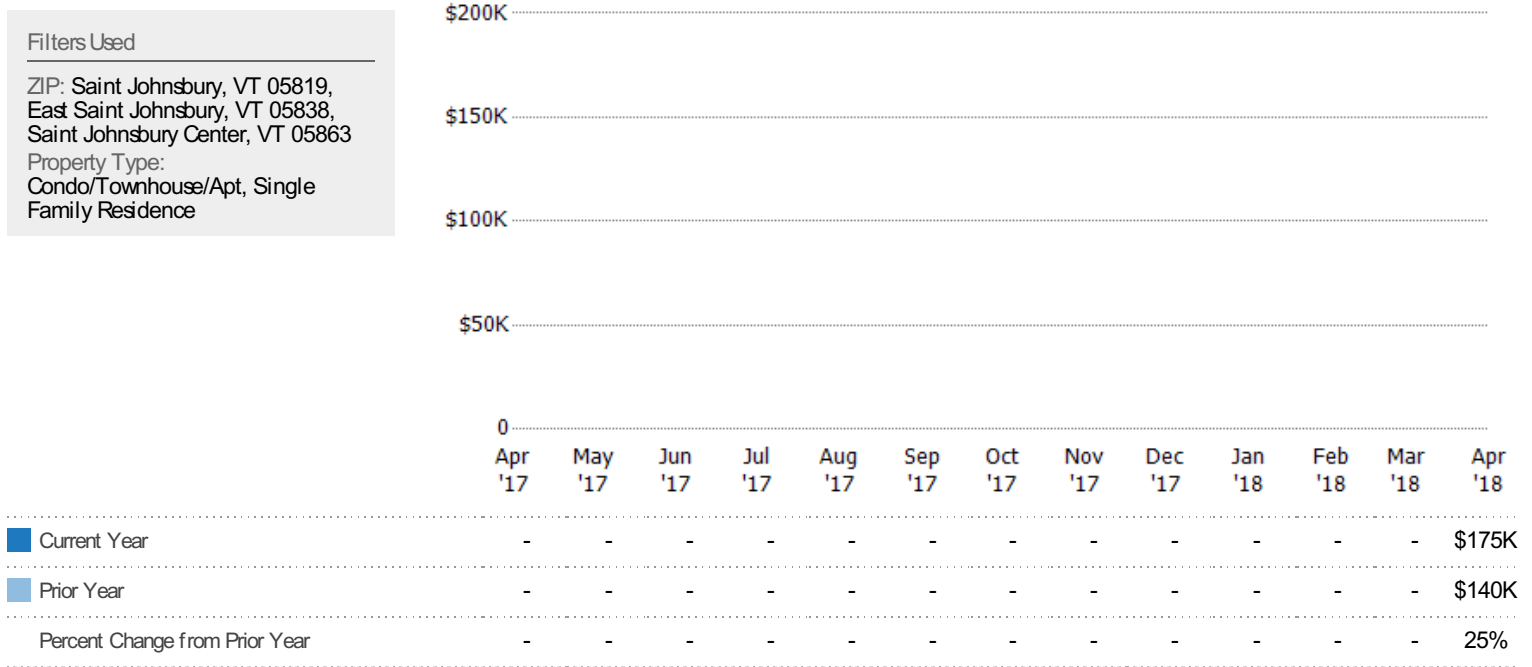 Filters Used
ZIP: Saint Johnsbury, VT 05819,
East Saint Johnsbury, VT 05838,
Saint Johnsbury Center, VT 05863
Property Type:
Condo/Townhouse/Apt, Single
Family Residence
$200K
$150K
$100K
$50K
0
Apr May Jun Jul Aug Sep Oct Nov Dec Jan Feb Mar Apr
'17 '17 '17 '17 '17 '17 '17 '17 '17 '18 '18 '18 '18
Current Year - - - - - - - - - - - - $175K
Prior Year - - - - - - - - - - - - $140K
Percent Change from Prior Year - - - - - - - - - - - - 25%